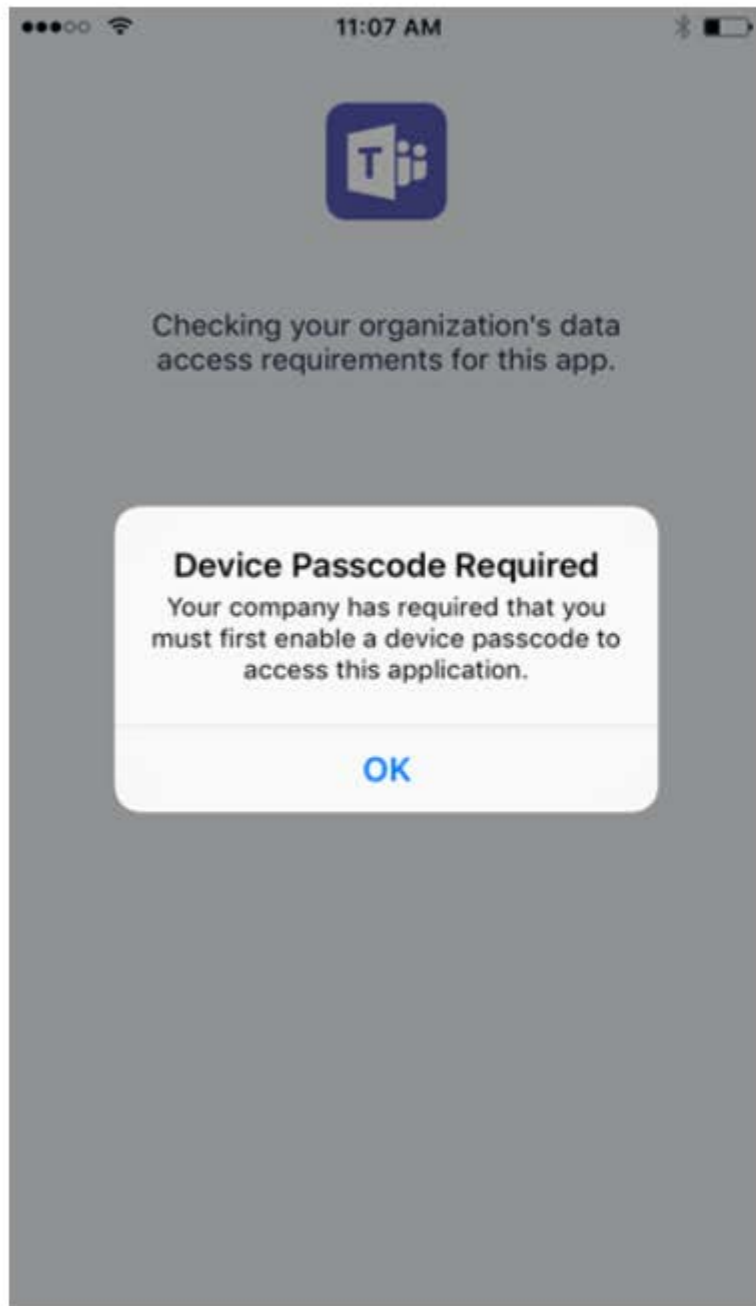 11:07 AM
T
Checking your organization's data
access requirements for this app.
Device Passcode Required
Your company has required that you
must first enable a device passcode to
access this application.
OK